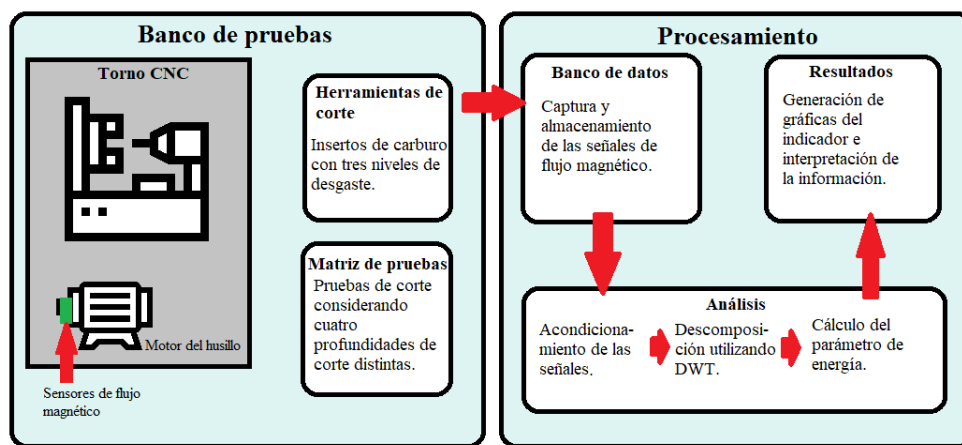 Banco de pruebas
Torno CNC
Motor del husillo
Sensores de flujo
magnético
Herramientas de
corte
Insertos de carburo
con tres niveles de
desgaste.
Matriz de pruebas
Pruebas de corte
considerando
cuatro
profundidades de
corte distintas.
Procesamiento
Banco de datos
Captura y
almacenamiento
de las señales de
flujo magnético.
Resultados
Generación de
gráficas del
indicador e
interpretación de
la información.
Análisis
Acondiciona-
miento de las
señales.
Descomposi-
ción utilizando
DWT.
Cálculo del
parámetro de
energía.